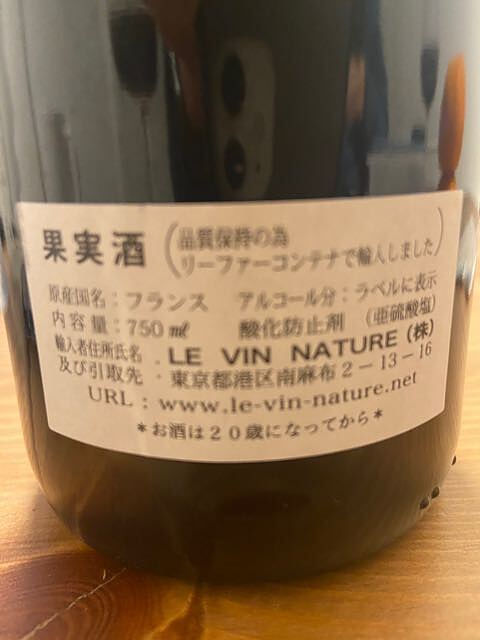 果実酒（品質保持の為
リーファーコンテナで輸入しました）
原産国名：フランス　アルコール分：ラベルに表示
内容量：750㎖　酸化防止剤（亜硫酸塩）
輸入者住所氏名 . LE VIN NATURE（株）
及び引取先 ・東京都港区南麻布２－１３－１６
URL：www.le-vin-nature.net
＊お酒は２０歳になってから＊